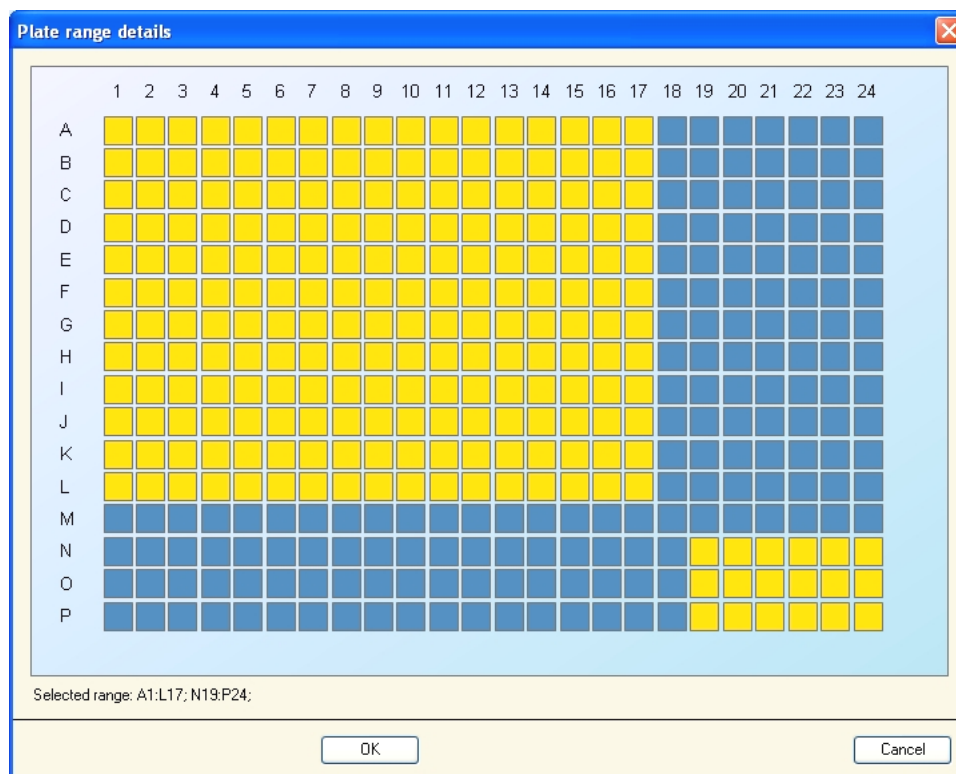 Plate range details
1 2 3 4 5 6 7 8 9 10 11 12 13 14 15 16 17 18 19 20 21 22 23 24
A
B
C
D
E
F
G
H
I
J
K
L
M
N
O
P
Selected range: A1:L17; N19:P24;
OK Cancel